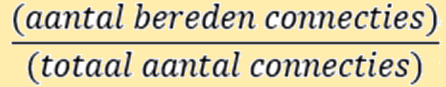 (aantal bereden connecties)
(totaal aantal connecties)